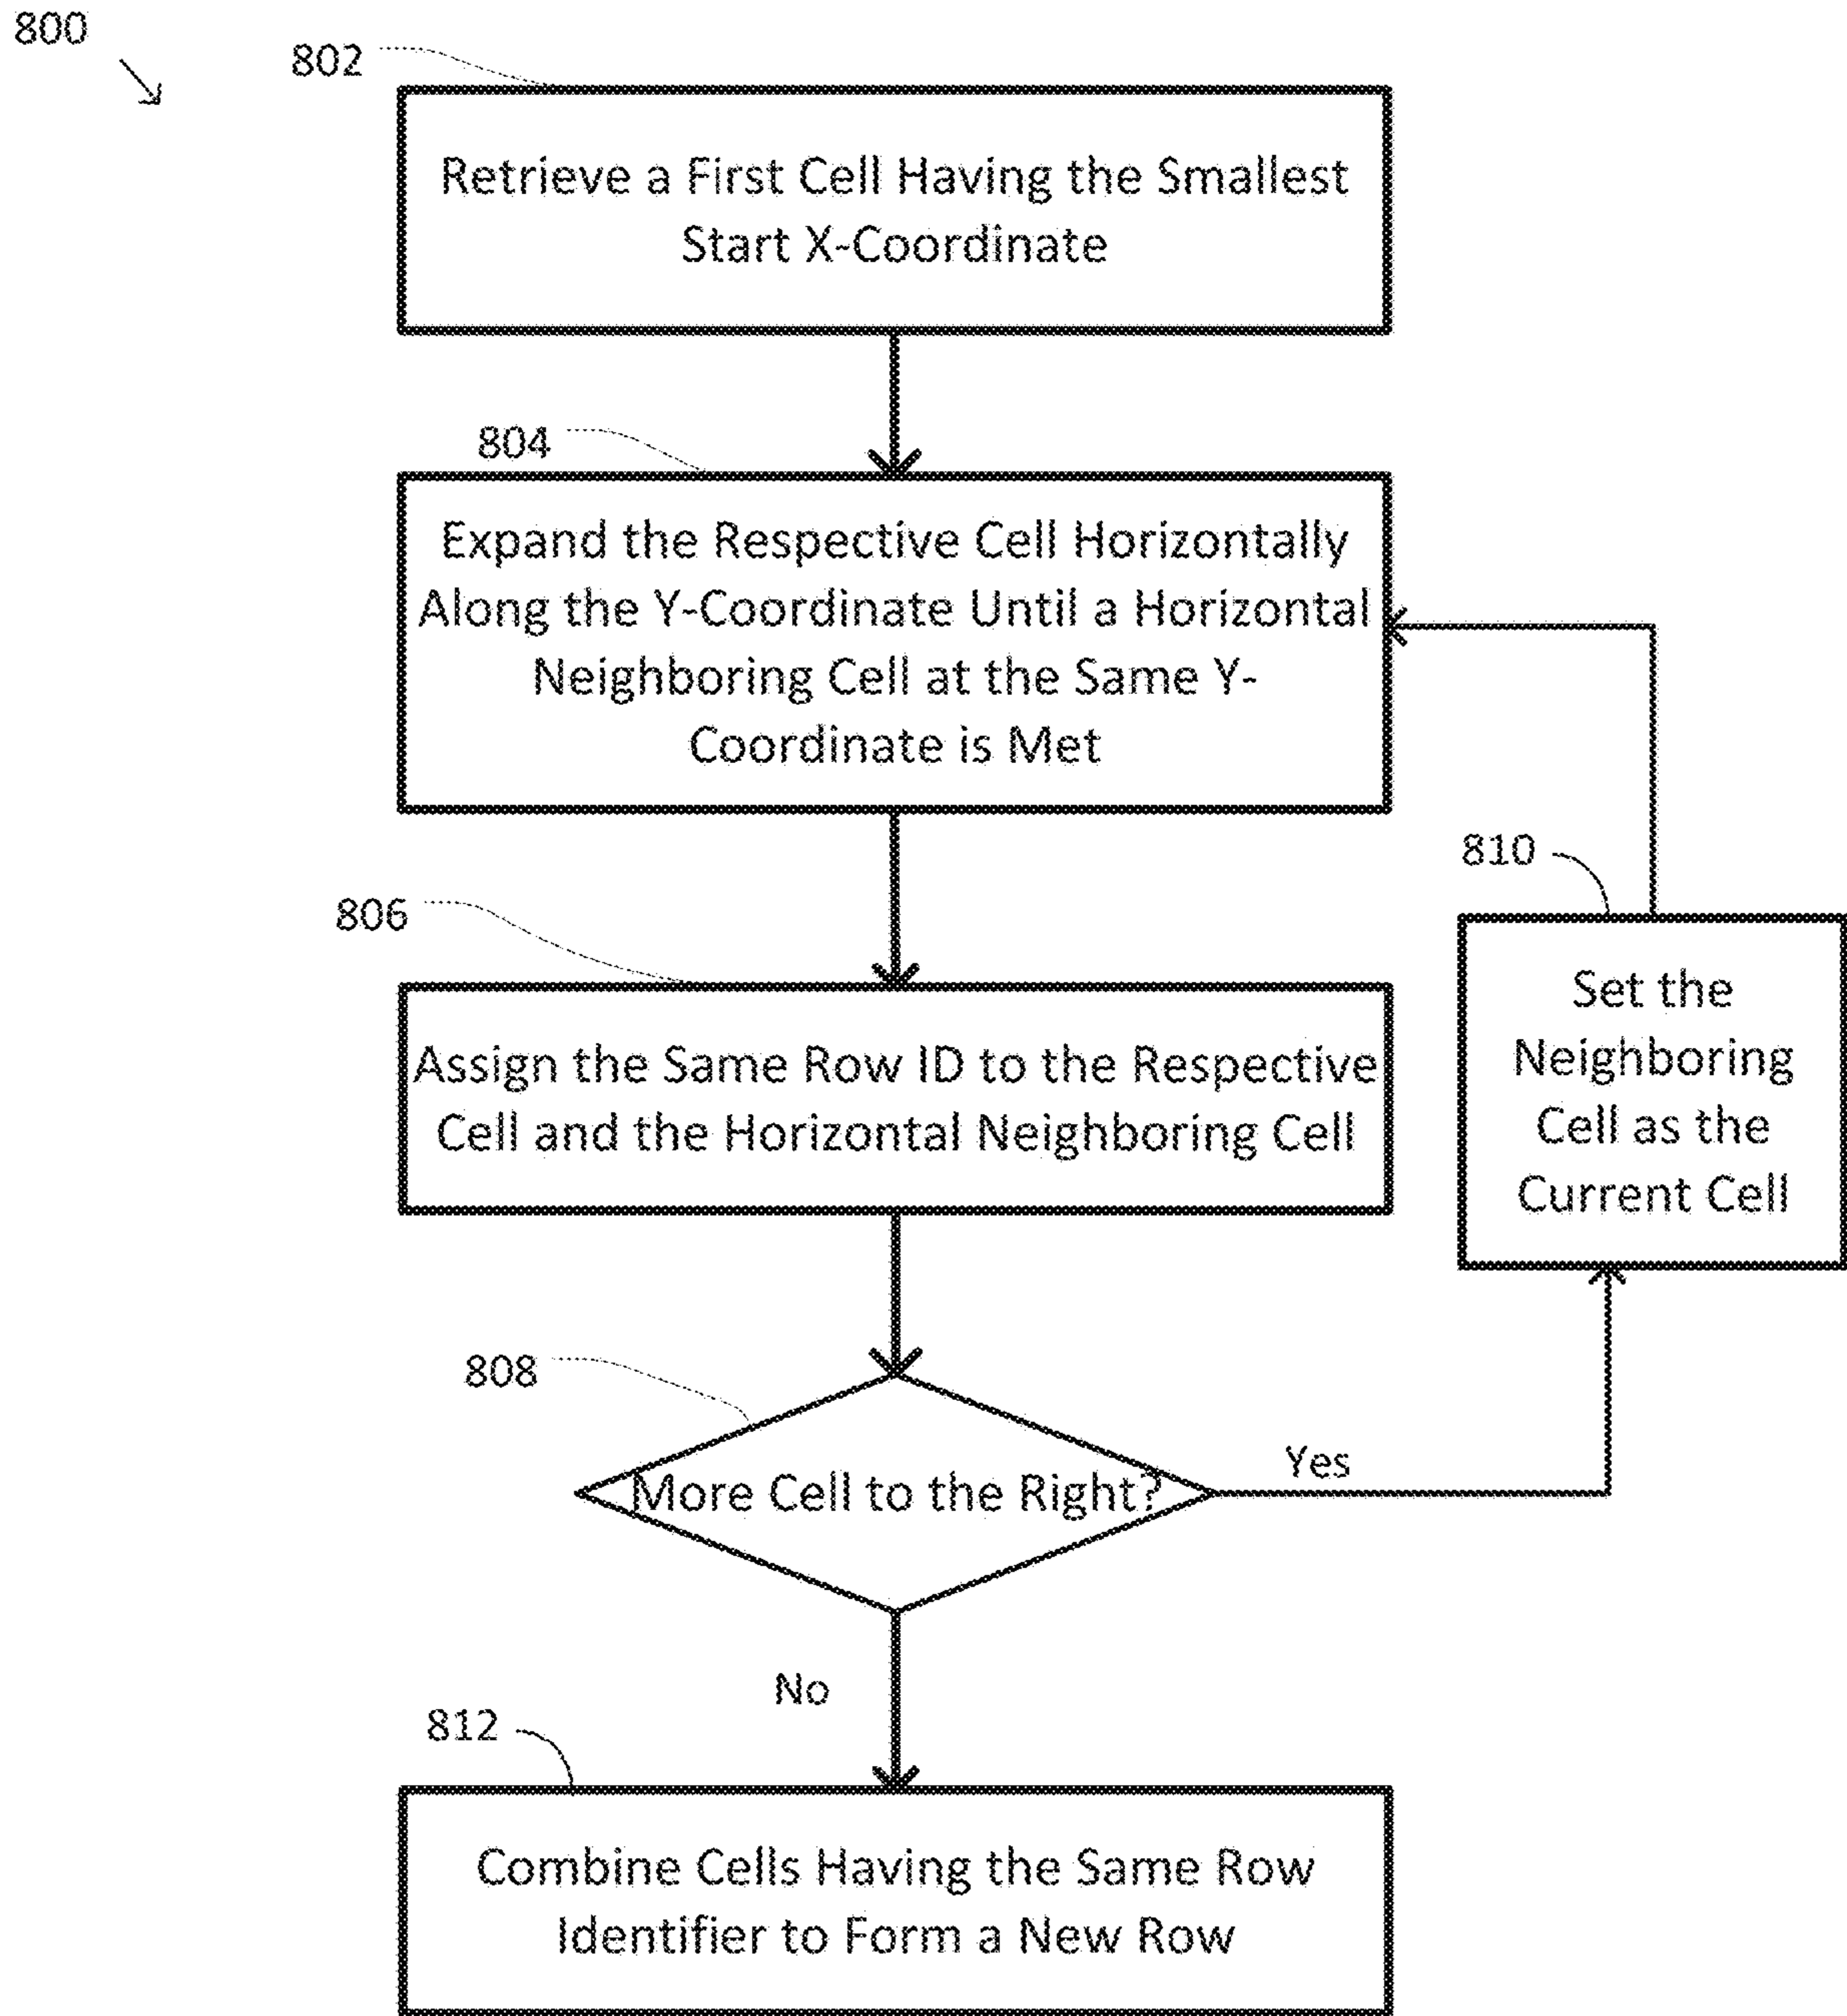 800
802
Retrieve a First Cell Having the Smallest
Start X-Coordinate
804
Expand the Respective Cell Horizontally
Along the Y-Coordinate Until a Horizontal
Neighboring Cell at the Same Y-
Coordinate is Met
806
Assign the Same Row ID to the Respective
Cell and the Horizontal Neighboring Cell
810
Set the
Neighboring
Cell as the
Current Cell
808
More Cell to the Right?
Yes
No
812
Combine Cells Having the Same Row
Identifier to Form a New Row